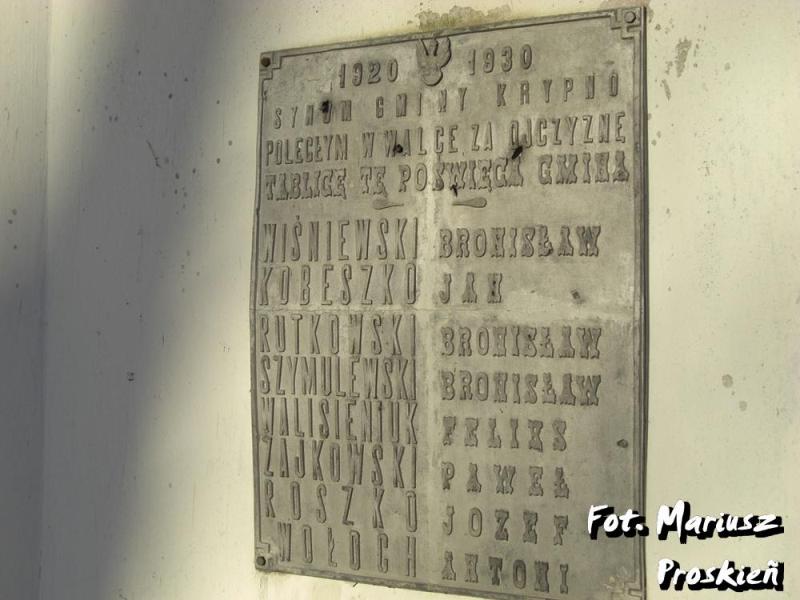 1920 1930
SYNOM GMINY KRYPNO
POLEGŁYM W WALCE ZA OJCZYZNĘ
TABLICĘ TĘ POŚWIĘCA GMINA
WIŚNIEWSKI BRONISŁAW
KOBESZKO JAN
RUTKOWSKI BRONISŁAW
SZYMULEWSKI BRONISŁAW
WALISIENIUK FELIKS
ZAJKOWSKI PAWEŁ
ROSZKO JOZEF
WOŁOCH ANTONI
Fot. Mariusz
Proskień